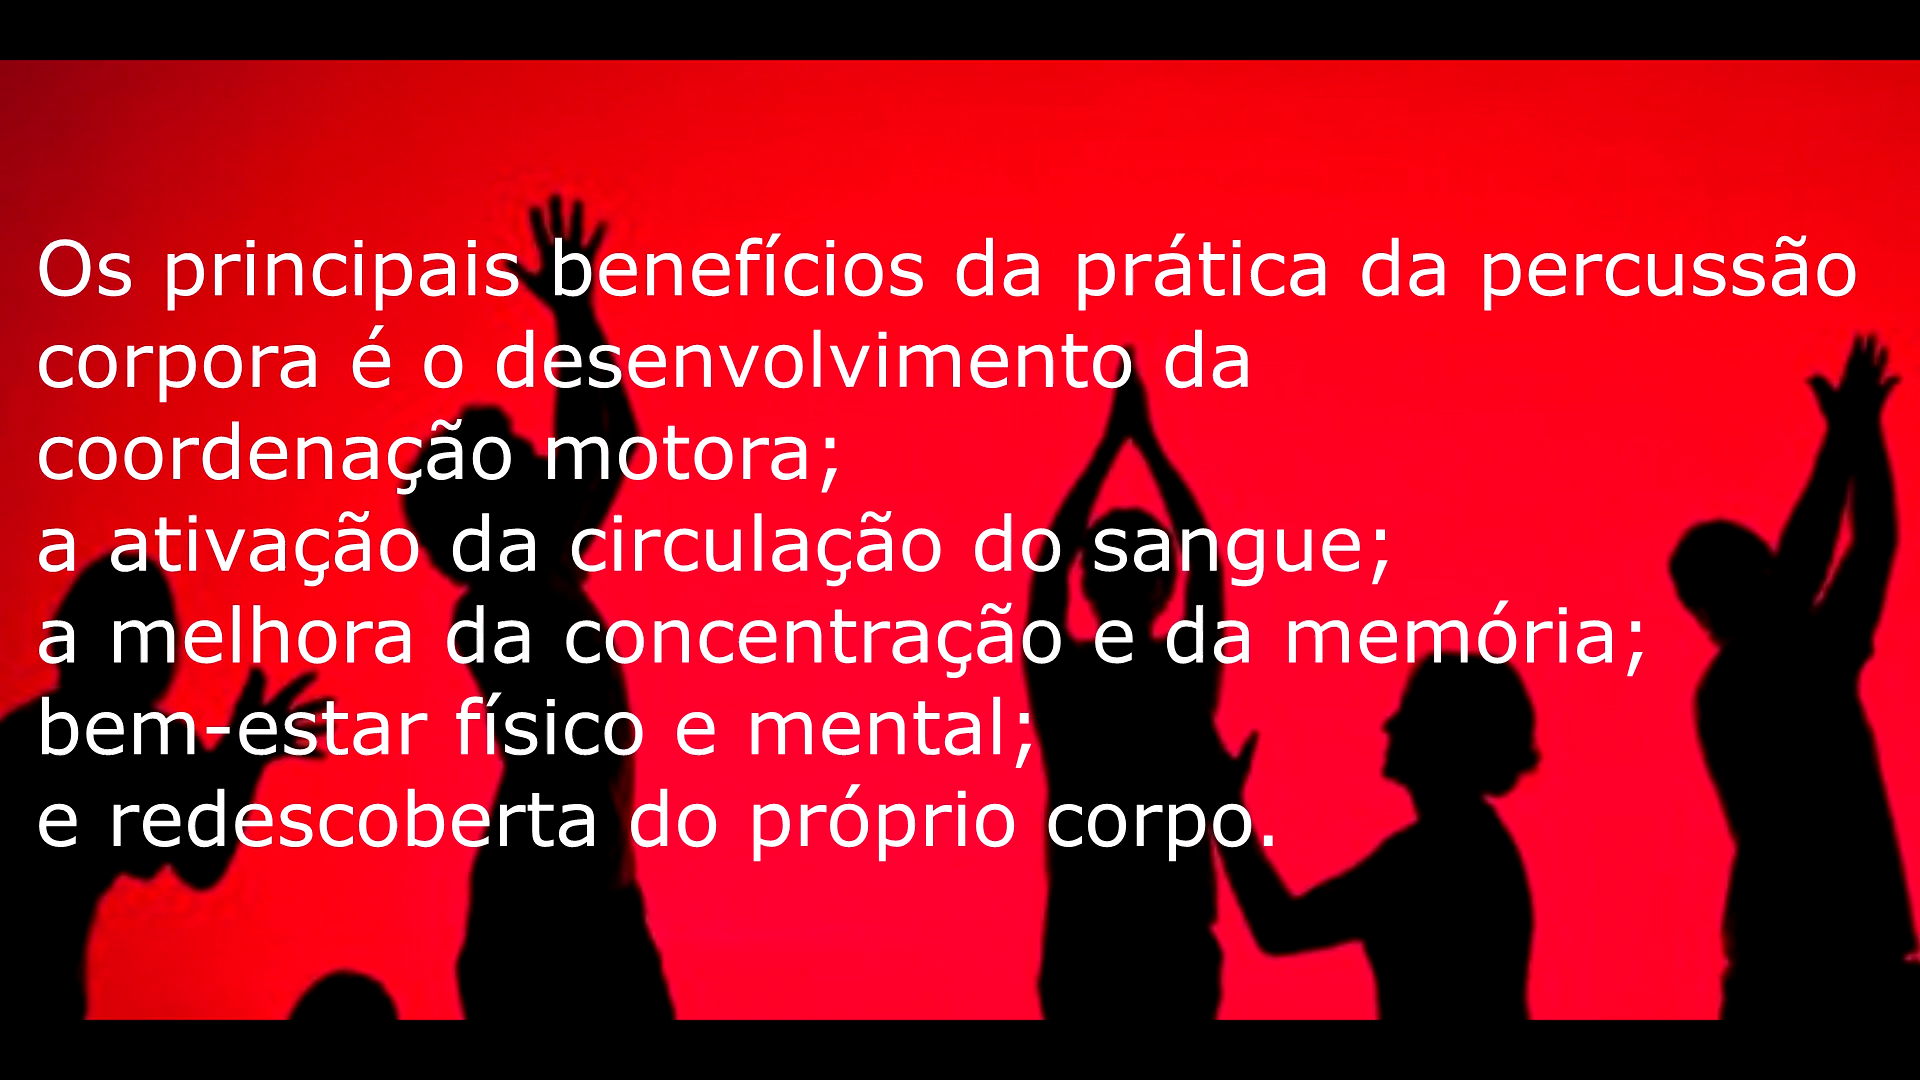 Os principais benefícios da prática da percussão
corpora é o desenvolvimento da
coordenação motora;
a ativação da circulação do sangue;
a melhora da concentração e da memória;
bem-estar físico e mental;
e redescoberta do próprio corpo.